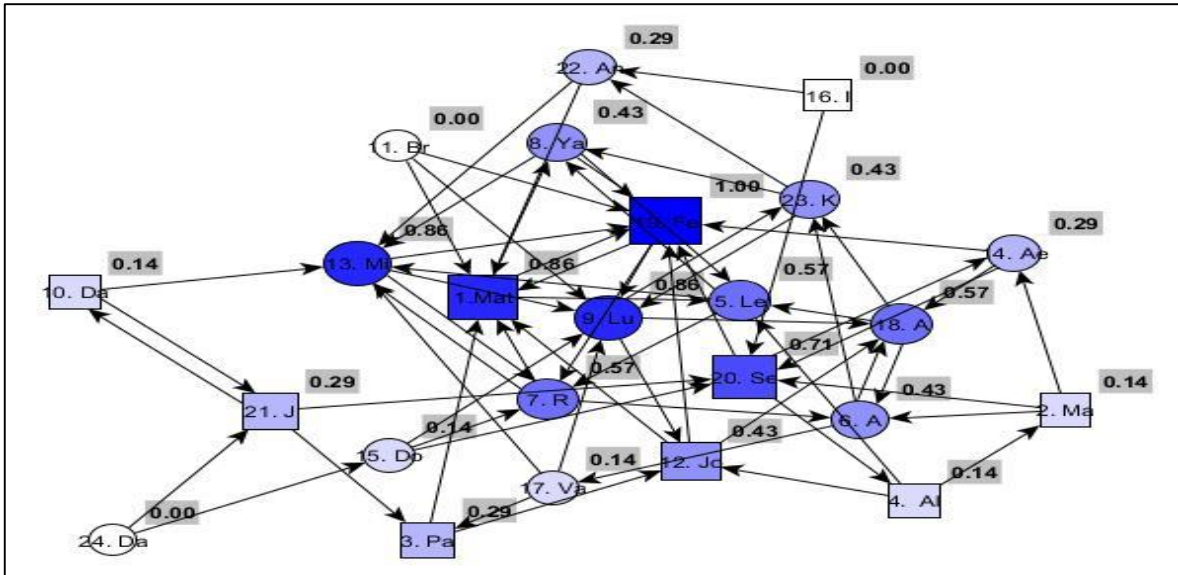 0.29
22. An
0.00
16. I
0.00
11. Br
0.43
8. Ya
0.43
23. K
1.00
19. Fe
0.29
4. Ae
0.86
13. Mi
0.14
10. Da
0.86
1.Mat
0.86
9. Lu
0.57
5. Le
0.57
18. A
0.71
20. Se
0.57
7. R
0.29
21. J
0.43
6. A
0.14
2. Ma
0.14
15. Do
0.43
12. Jo
0.14
17. Va
0.14
4. Al
0.00
24. Da
0.29
3. Pa